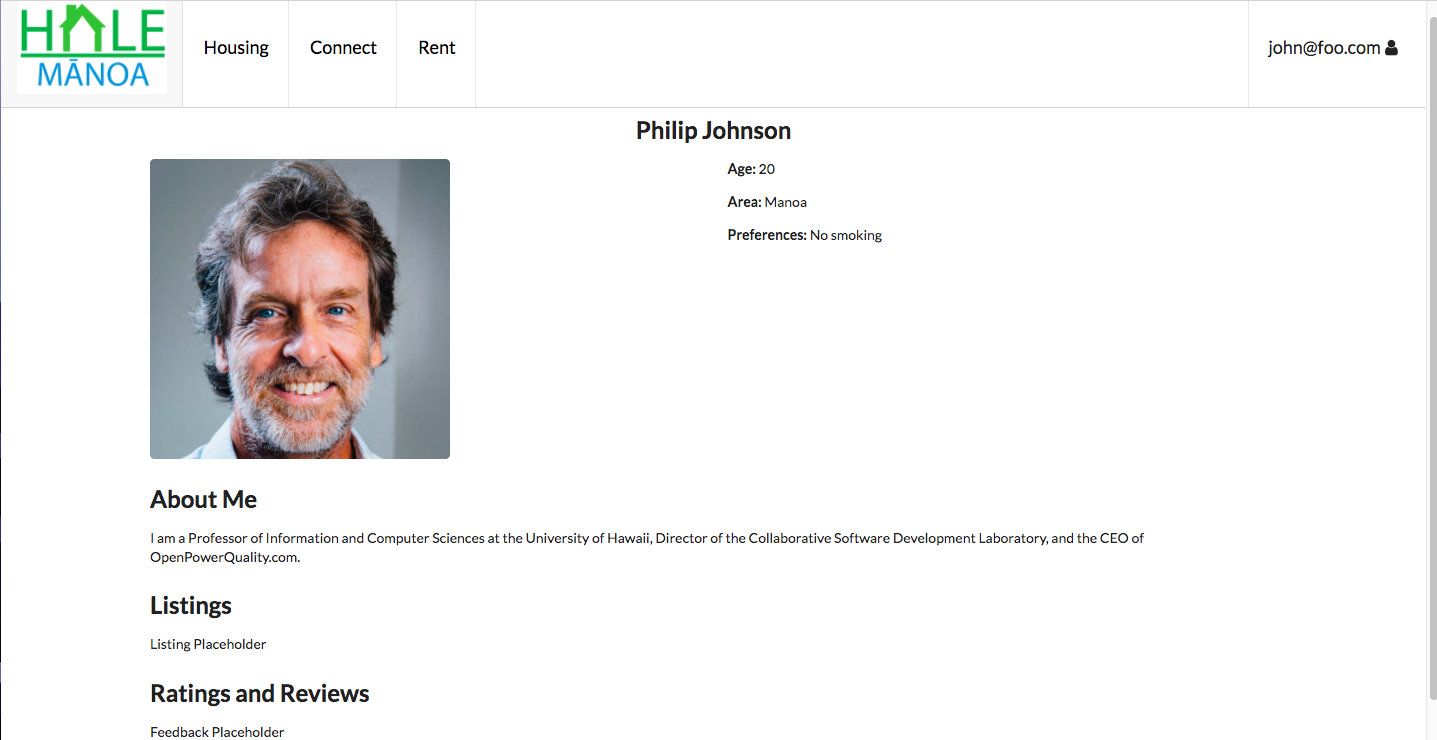 HALE
MĀNOA
Housing
Connect
Rent
john@foo.com
Philip Johnson
Age: 20
Area: Manoa
Preferences: No smoking
About Me
I am a Professor of Information and Computer Sciences at the University of Hawaii, Director of the Collaborative Software Development Laboratory, and the CEO of
OpenPowerQuality.com.
Listings
Listing Placeholder
Ratings and Reviews
Feedback Placeholder